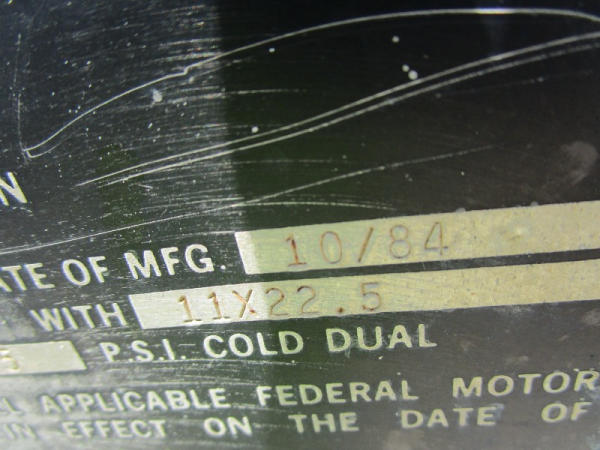 N
ATE OF MFG. 10/84
WITH 11X22.5
5 P.S.I. COLD DUAL
L APPLICABLE FEDERAL MOTOR
IN EFFECT ON THE DATE OF